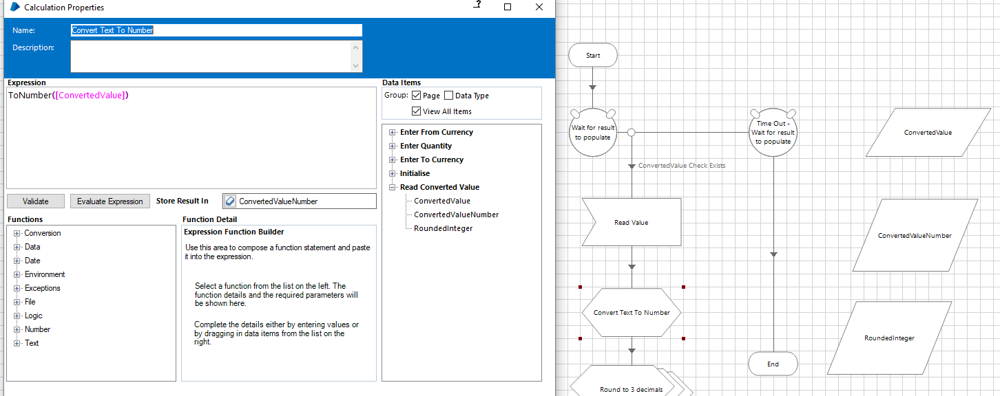 Calculation Properties
?
Name:
Convert Text To Number
Description:
Expression
ToNumber([ConvertedValue])
Validate
Evaluate Expression
Store Result In
ConvertedValueNumber
Functions
Conversion
Data
Date
Environment
Exceptions
File
Logic
Number
Text
Function Detail
Expression Function Builder
Use this area to compose a function statement and paste
it into the expression.
Select a function from the list on the left. The
function details and the required parameters will
be shown here.
Complete the details either by entering values or
by dragging in data items from the list on the
right.
Data Items
Group:
Page
Data Type
View All Items
Enter From Currency
Enter Quantity
Enter To Currency
Initialise
Read Converted Value
ConvertedValue
ConvertedValueNumber
RoundedInteger
Start
Wait for result
to populate
Time Out -
Wait for result
to populate
ConvertedValue Check Exists
Read Value
Convert Text To Number
Round to 3 decimals
End
ConvertedValue
ConvertedValueNumber
RoundedInteger